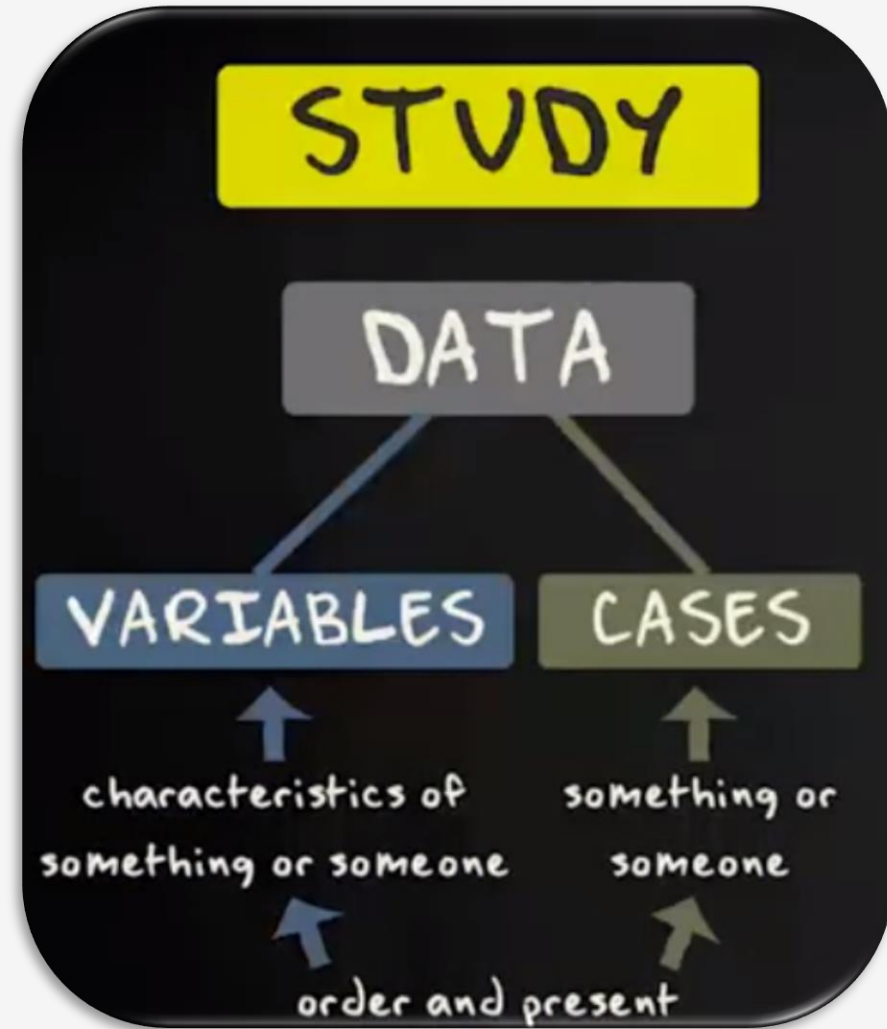 STUDY
DATA
VARIABLES
CASES
characteristics of
something or someone
something or
someone
order and present